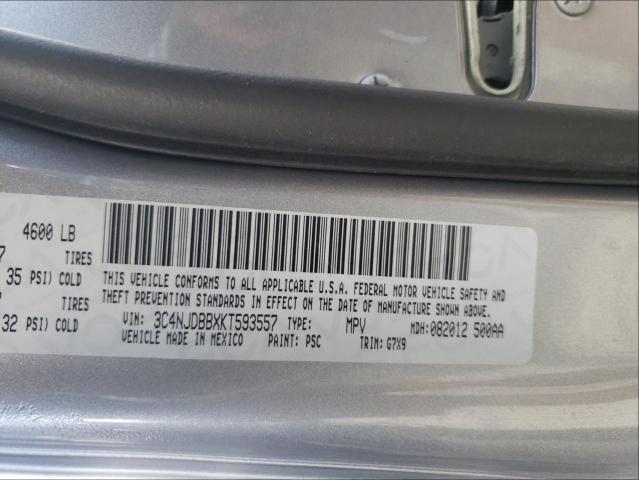 4600 LB
7 TIRES
35 PSI) COLD
TIRES
32 PSI) COLD
THIS VEHICLE CONFORMS TO ALL APPLICABLE U.S.A. FEDERAL MOTOR VEHICLE SAFETY AND
THEFT PREVENTION STANDARDS IN EFFECT ON THE DATE OF MANUFACTURE SHOWN ABOVE.
VIN: 3C4NJDBBXKT593557 TYPE: MPV MDH:082012 500AA
VEHICLE MADE IN MEXICO PAINT: PSC TRIM: G7X9